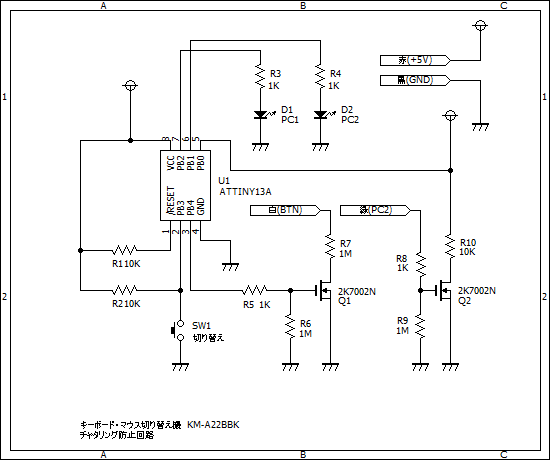 A B C
赤(+5V)
R3 1K
R4 1K
黒(GND)
1 1
D1 PC1
D2 PC2
8 7 6 5
VCC PB2 PB1 PB0
U1
ATTINY13A
/RESET PB3 PB4 GND
1 2 3 4
白(BTN)
緑(PC2)
R7 1M
R10 10K
R8 1K
R1 10K
2 2
R2 10K
R5 1K
2K7002N Q1
2K7002N Q2
R6 1M
R9 1M
SW1
切り替え
キーボード・マウス切り替え機 KM-A22BBK
チャタリング防止回路
A B C